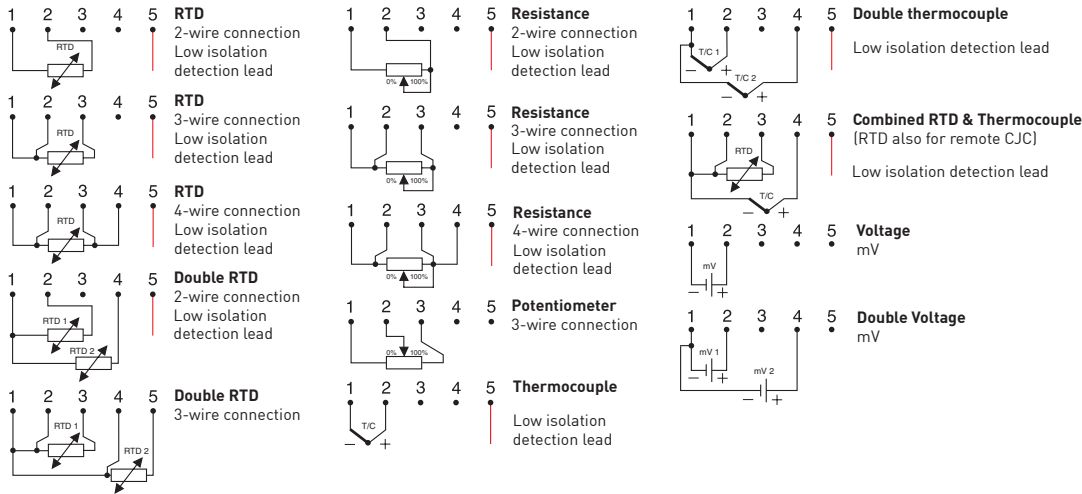 1 2 3 4 5 RTD
2-wire connection
Low isolation
detection lead
RTD
1 2 3 4 5 RTD
3-wire connection
Low isolation
detection lead
RTD
1 2 3 4 5 RTD
4-wire connection
Low isolation
detection lead
RTD
1 2 3 4 5 Double RTD
2-wire connection
Low isolation
detection lead
RTD 1
RTD 2
1 2 3 4 5 Double RTD
3-wire connection
RTD 1
RTD 2
1 2 3 4 5 Resistance
2-wire connection
Low isolation
detection lead
0% 100%
1 2 3 4 5 Resistance
3-wire connection
Low isolation
detection lead
0% 100%
1 2 3 4 5 Resistance
4-wire connection
Low isolation
detection lead
0% 100%
1 2 3 4 5 Potentiometer
3-wire connection
0% 100%
1 2 3 4 5 Thermocouple
Low isolation
detection lead
T/C
− +
1 2 3 4 5 Double thermocouple
Low isolation detection lead
T/C 1
− +
T/C 2
− +
1 2 3 4 5 Combined RTD & Thermocouple
(RTD also for remote CJC)
Low isolation detection lead
RTD
T/C
− +
1 2 3 4 5 Voltage
mV
mV
− +
1 2 3 4 5 Double Voltage
mV
mV 1
− +
mV 2
− +